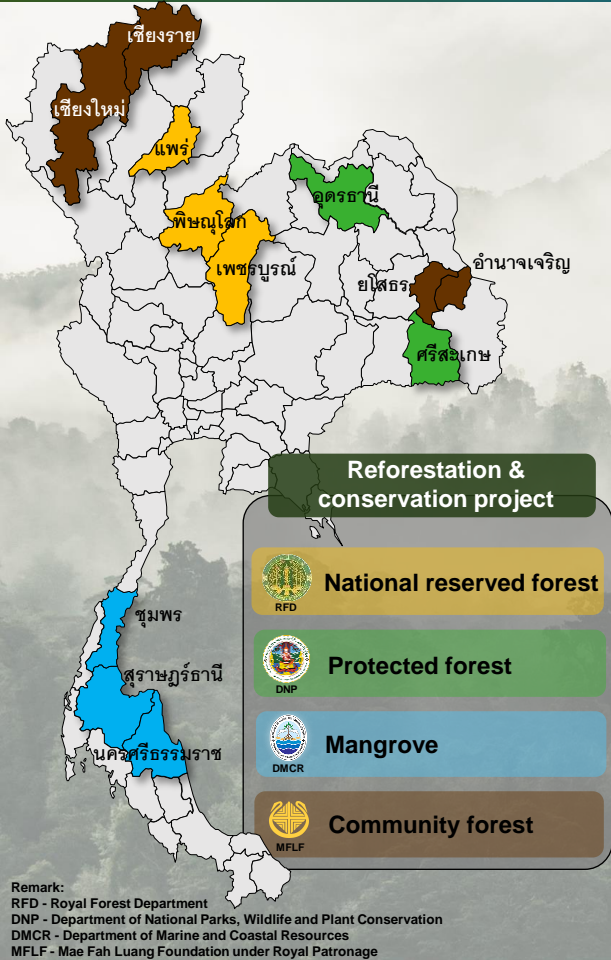 เชียงราย
เชียงใหม่
แพร่
อุดรธานี
พิษณุโลก
เพชรบูรณ์
อำนาจเจริญ
ยโสธร
ศรีสะเกษ
Reforestation &
conservation project
RFD
National reserved forest
DNP
Protected forest
ชุมพร
สุราษฎร์ธานี
DMCR
Mangrove
นครศรีธรรมราช
MFLF
Community forest
Remark:
RFD - Royal Forest Department
DNP - Department of National Parks, Wildlife and Plant Conservation
DMCR - Department of Marine and Coastal Resources
MFLF - Mae Fah Luang Foundation under Royal Patronage